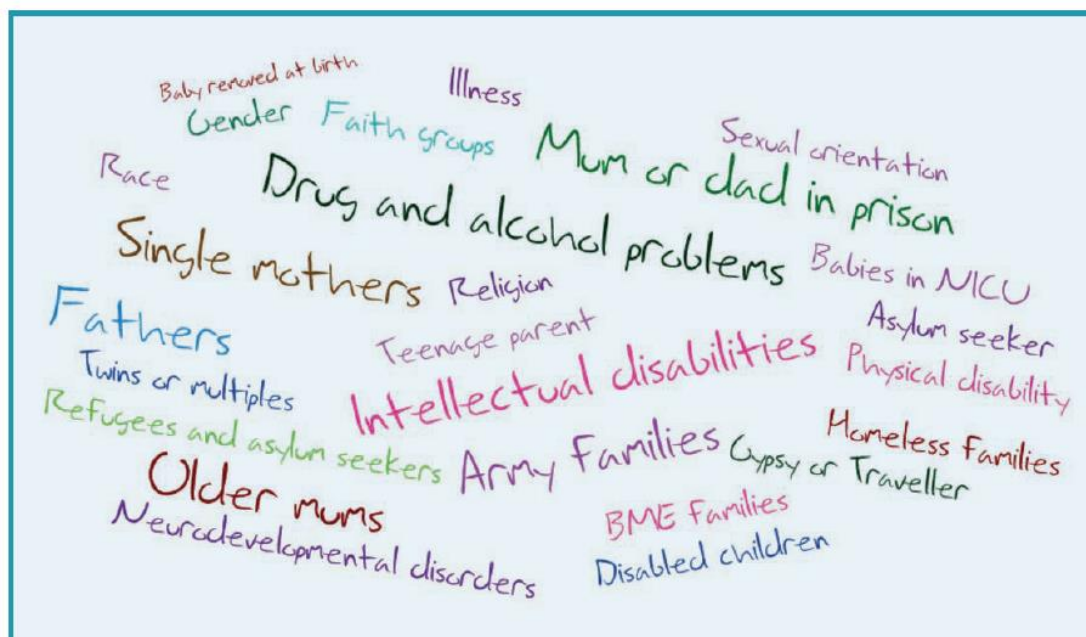 Baby removed at birth
Illness
Gender
Faith groups
Mum or dad in prison
Sexual orientation
Race
Drug and alcohol problems
Single mothers
Religion
Babies in NICU
Fathers
Teenage parent
Asylum seeker
Twins or multiples
Intellectual disabilities
Physical disability
Refugees and asylum seekers
Army Families
Homeless Families
Older mums
Gypsy or Traveller
Neurodevelopmental disorders
BME Families
Disabled children